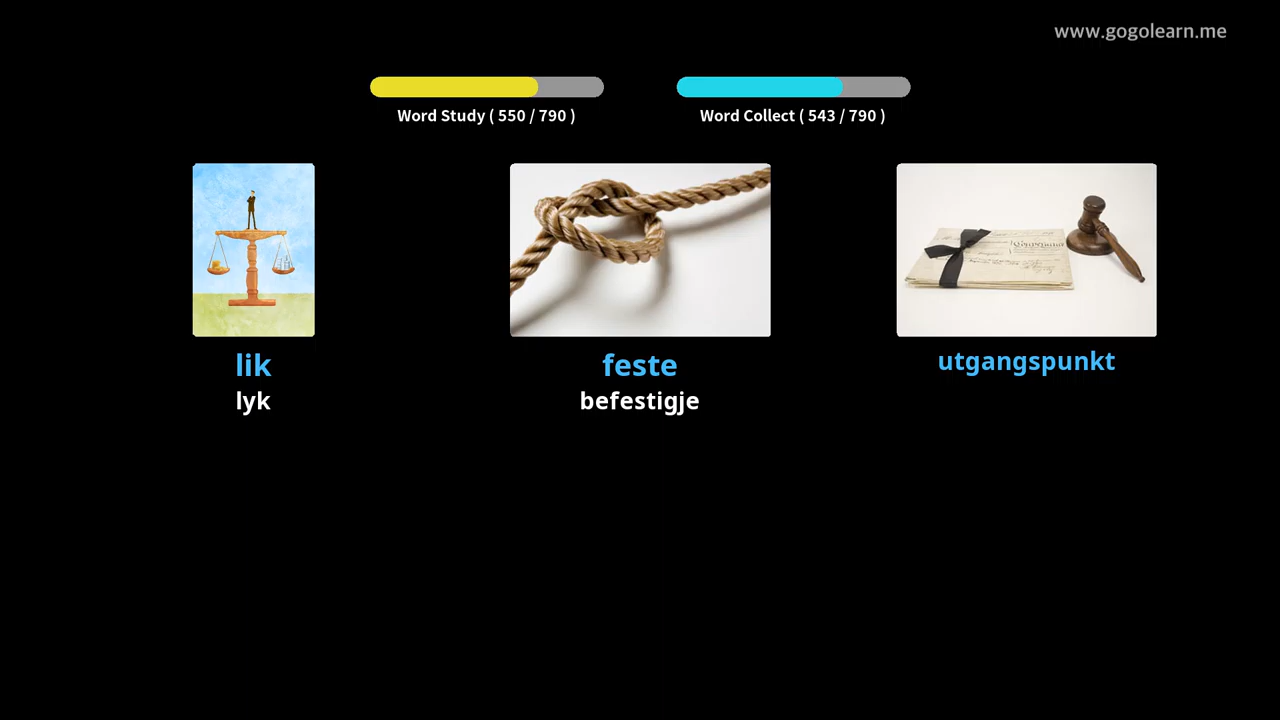 www.gogolearn.me
Word Study ( 550 / 790 )
Word Collect ( 543 / 790 )
lik
feste
utgangspunkt
lyk
befestigje